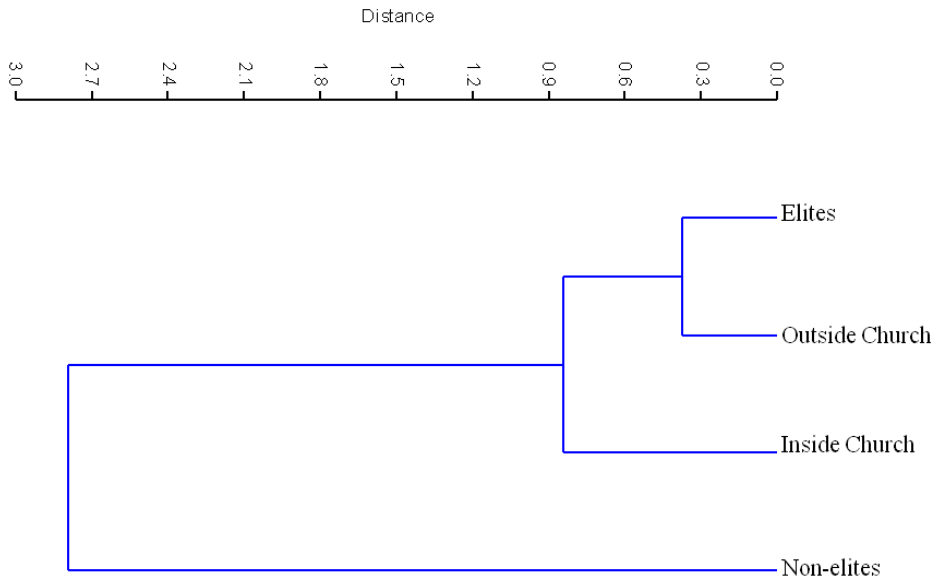 Distance
3.0 2.7 2.4 2.1 1.8 1.5 1.2 0.9 0.6 0.3 0.0
Elites
Outside Church
Inside Church
Non-elites